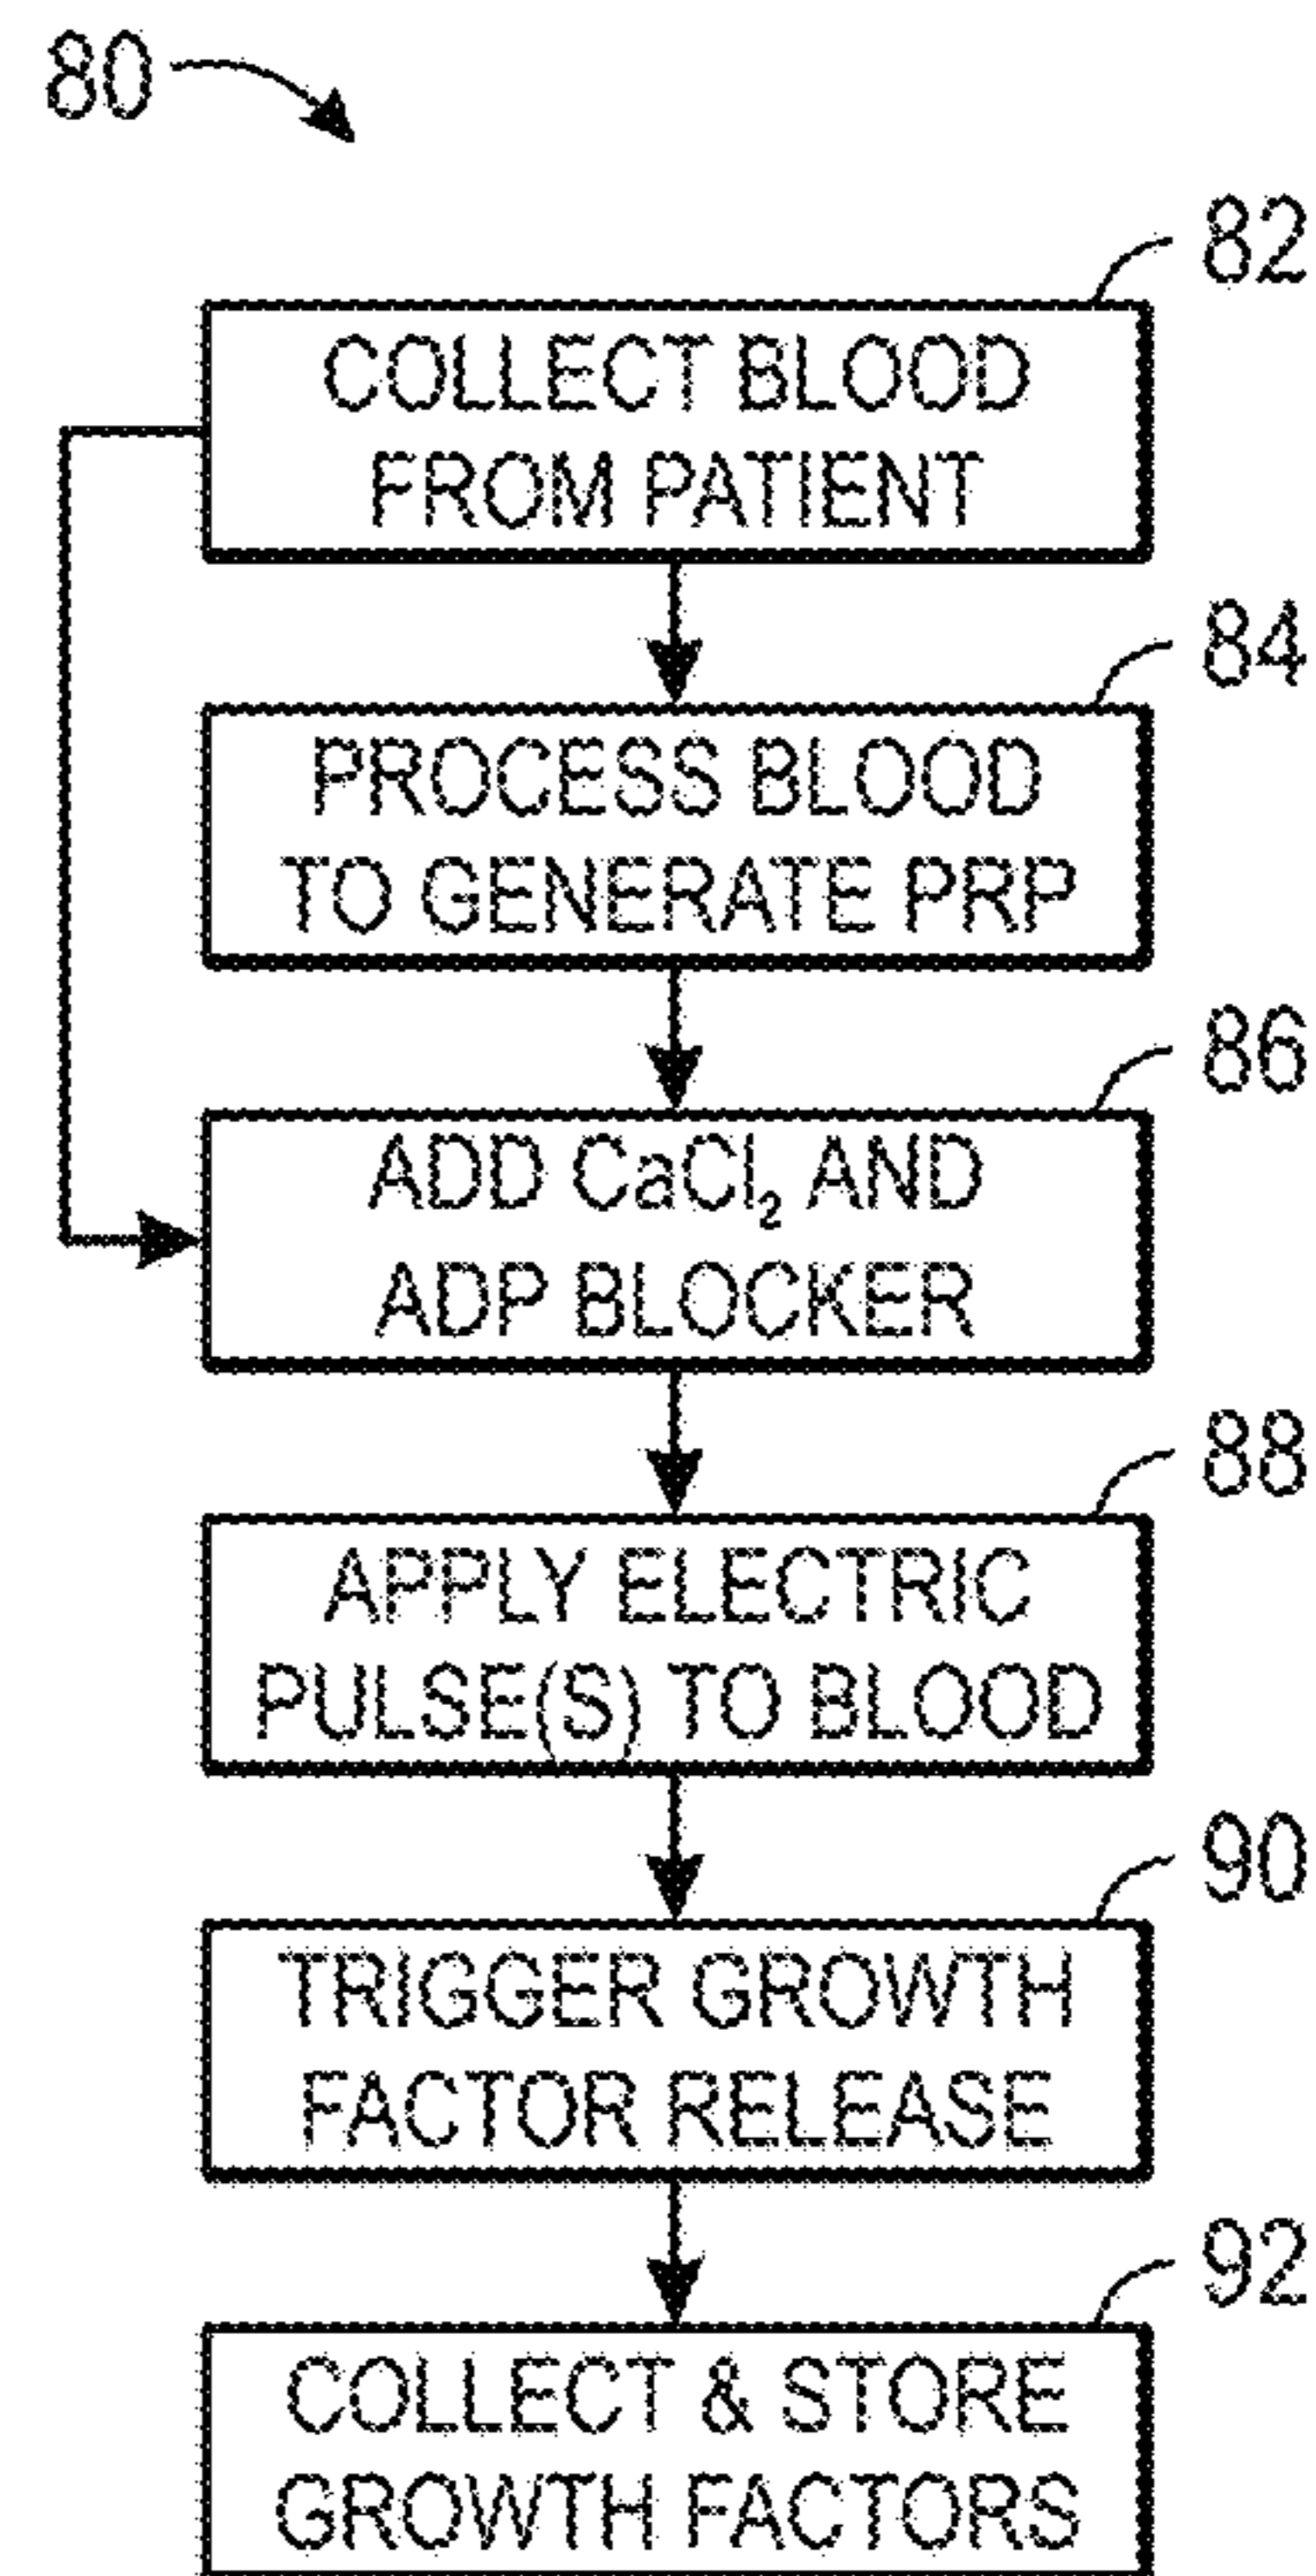 80
82
COLLECT BLOOD
FROM PATIENT
84
PROCESS BLOOD
TO GENERATE PRP
86
ADD CaCl₂ AND
ADP BLOCKER
88
APPLY ELECTRIC
PULSE(S) TO BLOOD
90
TRIGGER GROWTH
FACTOR RELEASE
92
COLLECT & STORE
GROWTH FACTORS